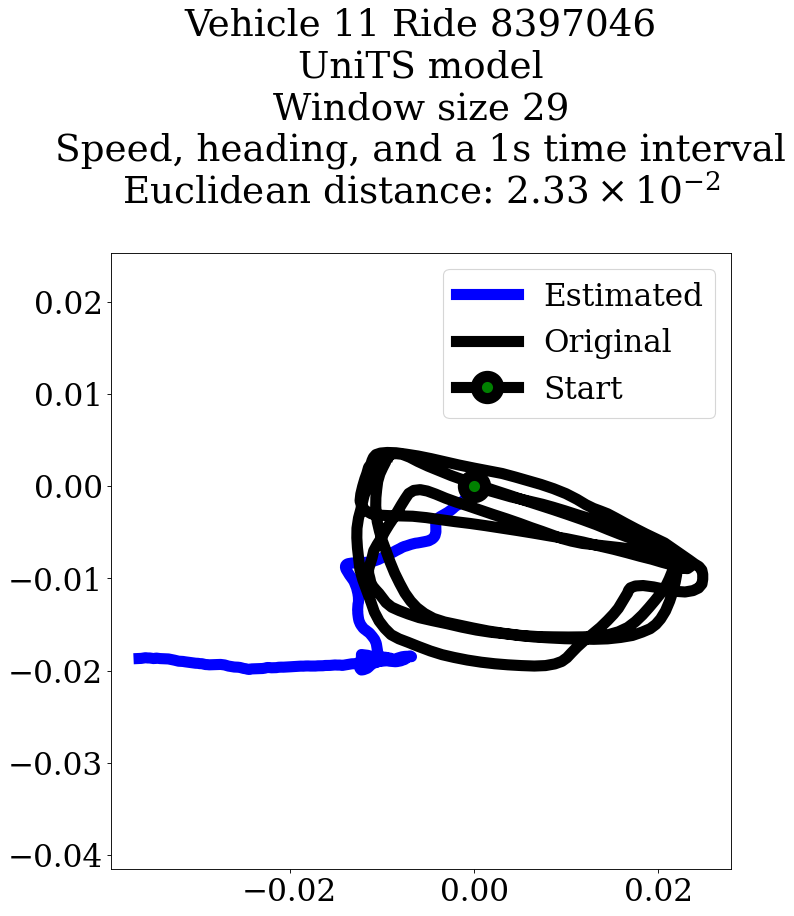 Vehicle 11 Ride 8397046
UniTS model
Window size 29
Speed, heading, and a 1s time interval
Euclidean distance: 2.33 × 10⁻²
Estimated
Original
Start
0.02
0.01
0.00
−0.01
−0.02
−0.03
−0.04
−0.02 0.00 0.02